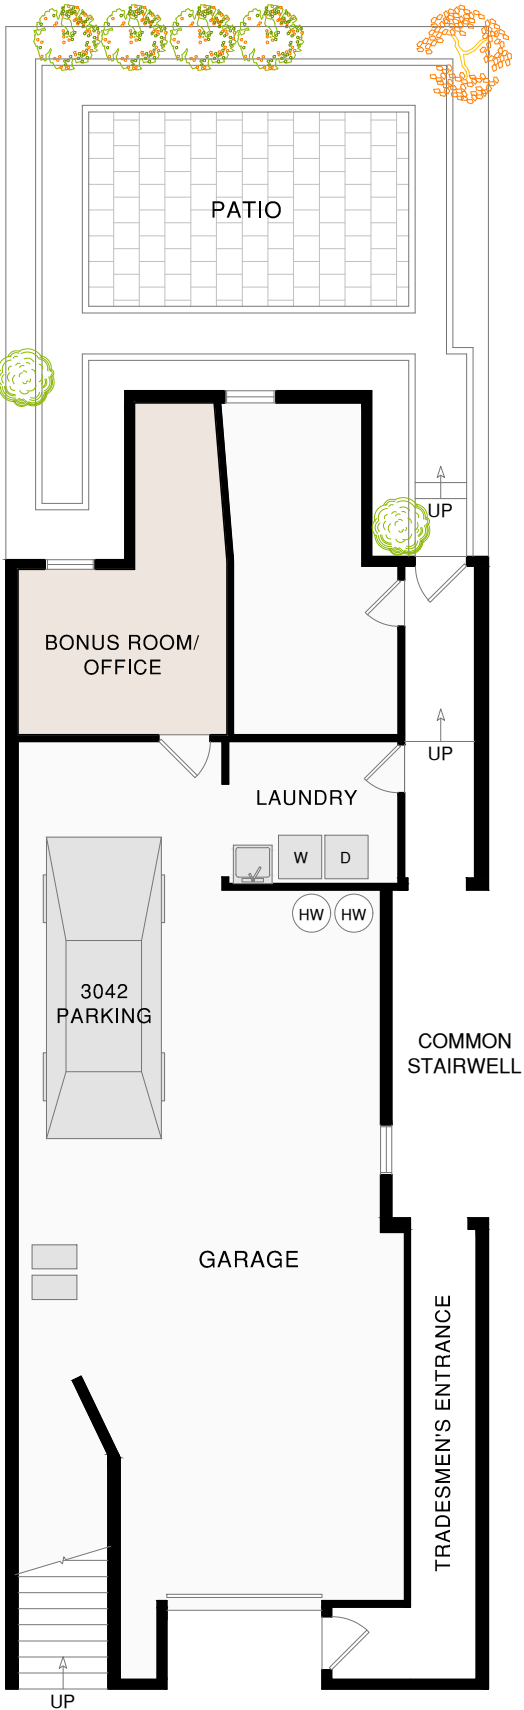 PATIO
UP
BONUS ROOM/
OFFICE
UP
LAUNDRY
W
D
HW
HW
3042
PARKING
COMMON
STAIRWELL
GARAGE
TRADESMEN'S ENTRANCE
UP